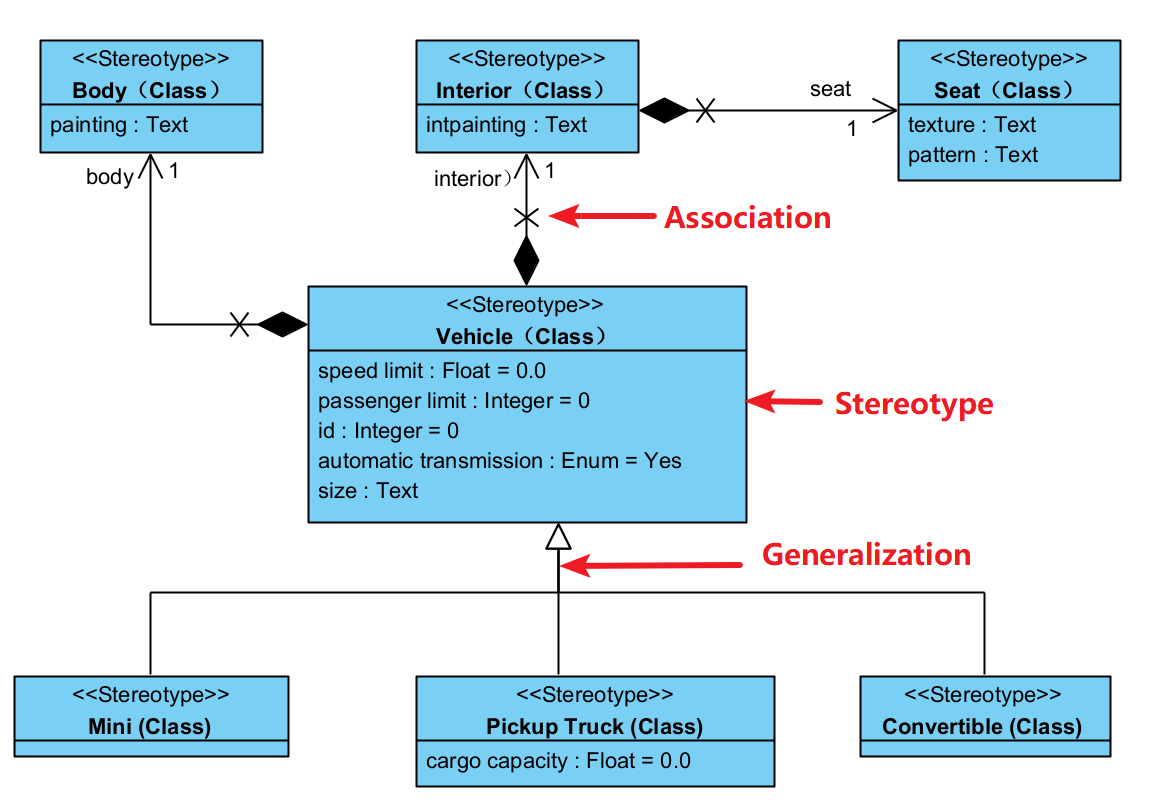 <<Stereotype>>
Body（Class）
painting : Text
<<Stereotype>>
Interior（Class）
intpainting : Text
<<Stereotype>>
Seat（Class）
texture : Text
pattern : Text
seat
1
body
1
interior）
1
Association
<<Stereotype>>
Vehicle（Class）
speed limit : Float = 0.0
passenger limit : Integer = 0
id : Integer = 0
automatic transmission : Enum = Yes
size : Text
Stereotype
Generalization
<<Stereotype>>
Mini (Class)
<<Stereotype>>
Pickup Truck (Class)
cargo capacity : Float = 0.0
<<Stereotype>>
Convertible (Class)